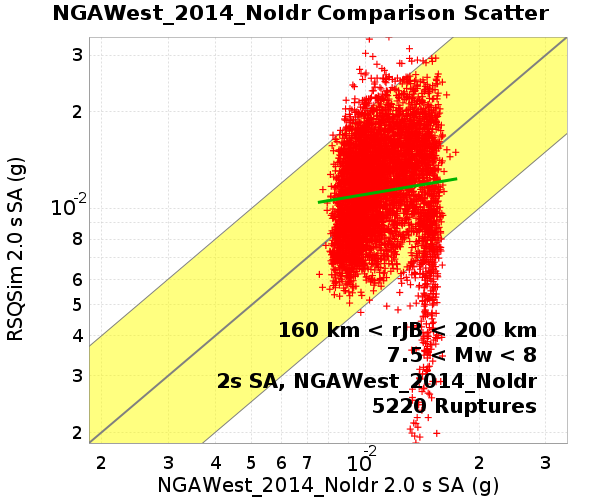 NGAWest_2014_NoIdr Comparison Scatter
RSQSim 2.0 s SA (g)
3
2
10-2
8
6
5
4
3
2
160 km < rJB < 200 km
7.5 < Mw < 8
2s SA, NGAWest_2014_NoIdr
5220 Ruptures
2 3 4 5 6 7 10-2 2 3
NGAWest_2014_NoIdr 2.0 s SA (g)